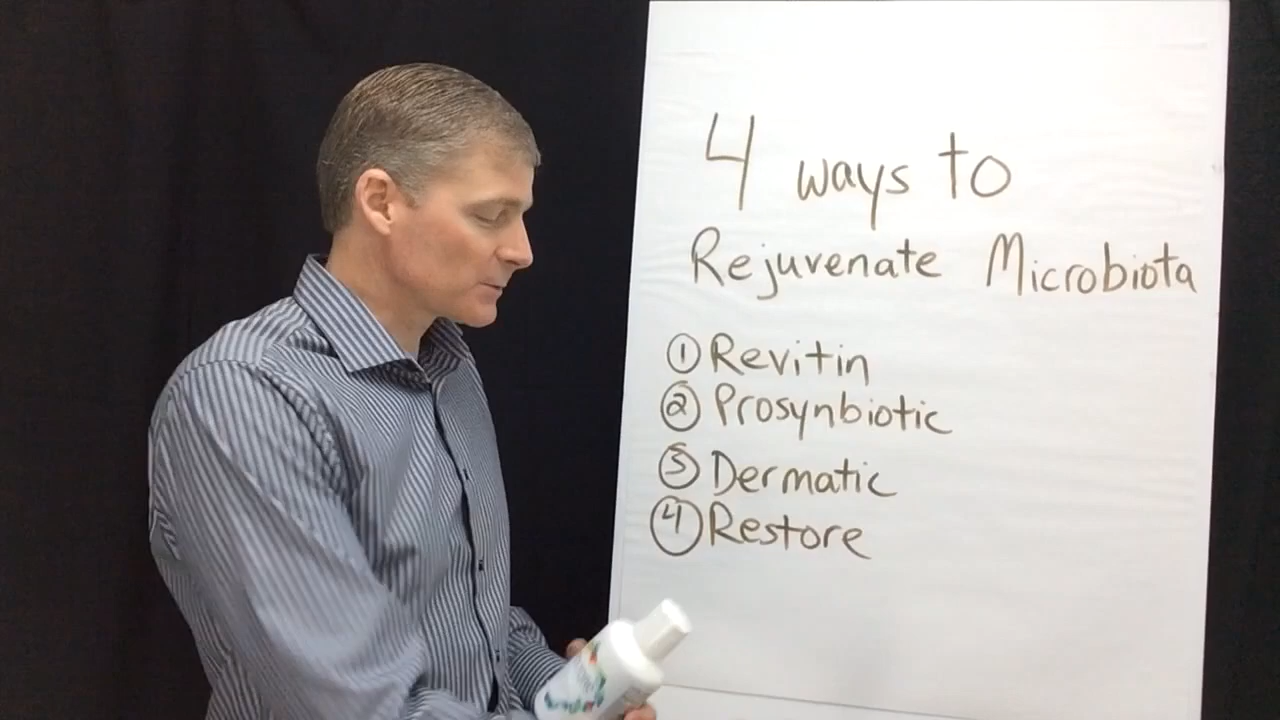 4 ways to
Rejuvenate Microbiota
① Revitin
② Prosynbiotic
③ Dermatic
④ Restore